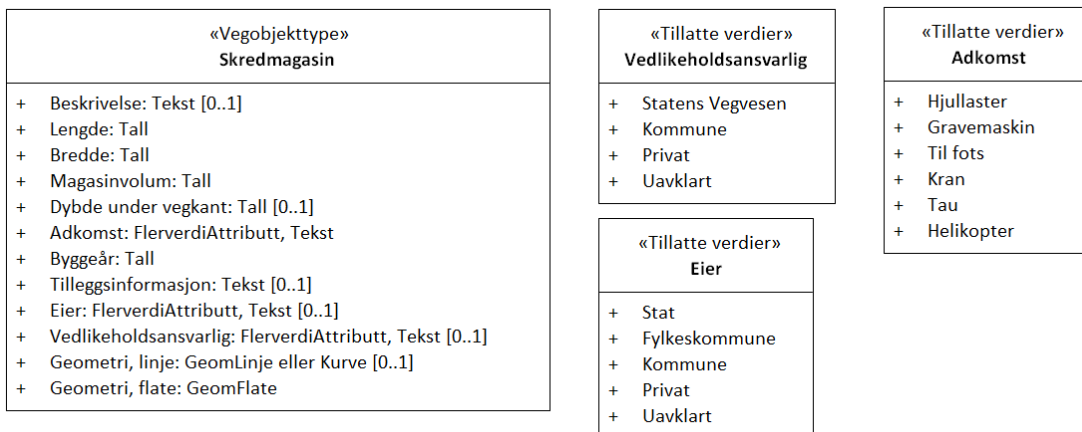 «Vegobjekttype»
Skredmagasin
+ Beskrivelse: Tekst [0..1]
+ Lengde: Tall
+ Bredde: Tall
+ Magasinvolum: Tall
+ Dybde under vegkant: Tall [0..1]
+ Adkomst: FlerverdiAttributt, Tekst
+ Byggeår: Tall
+ Tilleggsinformasjon: Tekst [0..1]
+ Eier: FlerverdiAttributt, Tekst [0..1]
+ Vedlikeholdsansvarlig: FlerverdiAttributt, Tekst [0..1]
+ Geometri, linje: GeomLinje eller Kurve [0..1]
+ Geometri, flate: GeomFlate
«Tillatte verdier»
Vedlikeholdsansvarlig
+ Statens Vegvesen
+ Kommune
+ Privat
+ Uavklart
«Tillatte verdier»
Eier
+ Stat
+ Fylkeskommune
+ Kommune
+ Privat
+ Uavklart
«Tillatte verdier»
Adkomst
+ Hjullaster
+ Gravemaskin
+ Til fots
+ Kran
+ Tau
+ Helikopter